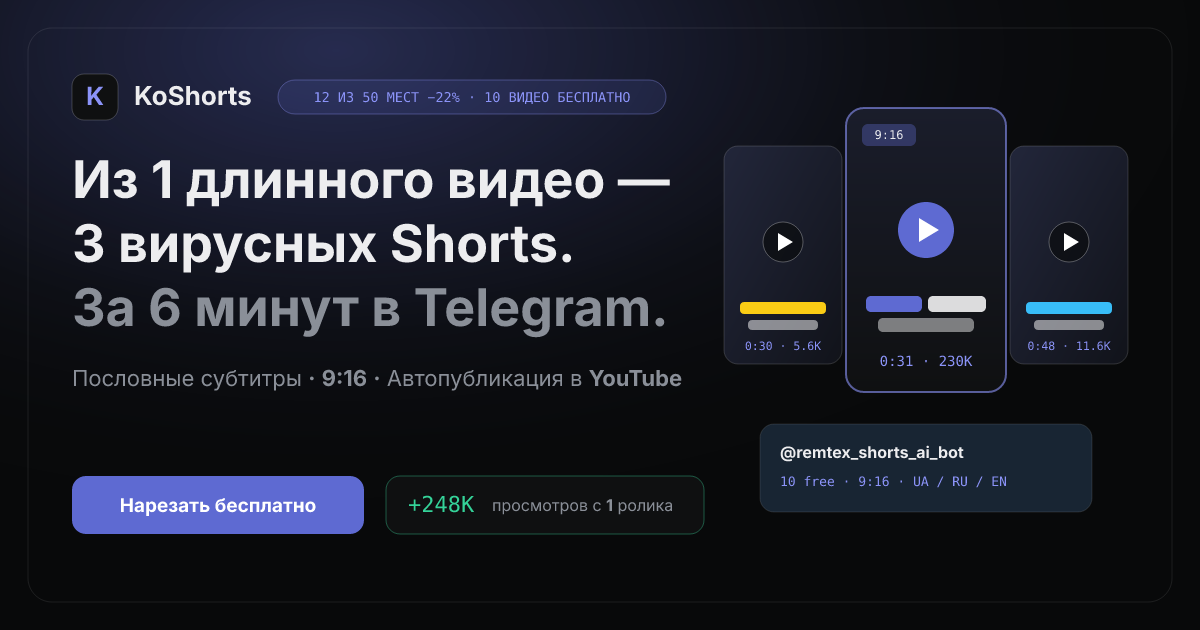 K KoShorts
12 ИЗ 50 МЕСТ −22% · 10 ВИДЕО БЕСПЛАТНО
Из 1 длинного видео —
3 вирусных Shorts.
За 6 минут в Telegram.
Пословные субтитры · 9:16 · Автопубликация в YouTube
Нарезать бесплатно
+248K просмотров с 1 ролика
0:30 · 5.6K
9:16
0:31 · 230K
0:48 · 11.6K
@remtex_shorts_ai_bot
10 free · 9:16 · UA / RU / EN